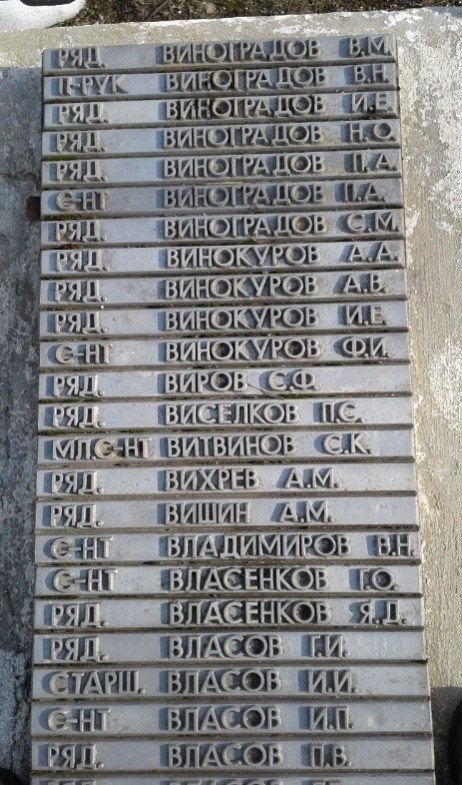 РЯД. ВИНОГРАДОВ В.М.
П-РУК ВИНОГРАДОВ В.Н.
РЯД. ВИНОГРАДОВ И.Е.
РЯД. ВИНОГРАДОВ Н.О.
РЯД. ВИНОГРАДОВ П.А.
С-НТ ВИНОГРАДОВ П.А.
РЯД. ВИНОГРАДОВ С.М.
РЯД. ВИНОКУРОВ А.А.
РЯД. ВИНОКУРОВ А.В.
РЯД. ВИНОКУРОВ И.Е.
С-НТ ВИНОКУРОВ Ф.И.
РЯД. ВИРОВ С.Ф.
РЯД. ВИСЕЛКОВ П.С.
МЛ.С-НТ ВИТВИНОВ С.К.
РЯД. ВИХРЕВ А.М.
РЯД. ВИШИН А.М.
С-НТ ВЛАДИМИРОВ В.Н.
С-НТ ВЛАСЕНКОВ Г.О.
РЯД. ВЛАСЕНКОВ Я.Д.
РЯД. ВЛАСОВ Г.И.
СТАРШ. ВЛАСОВ И.И.
С-НТ ВЛАСОВ И.П.
РЯД. ВЛАСОВ П.В.